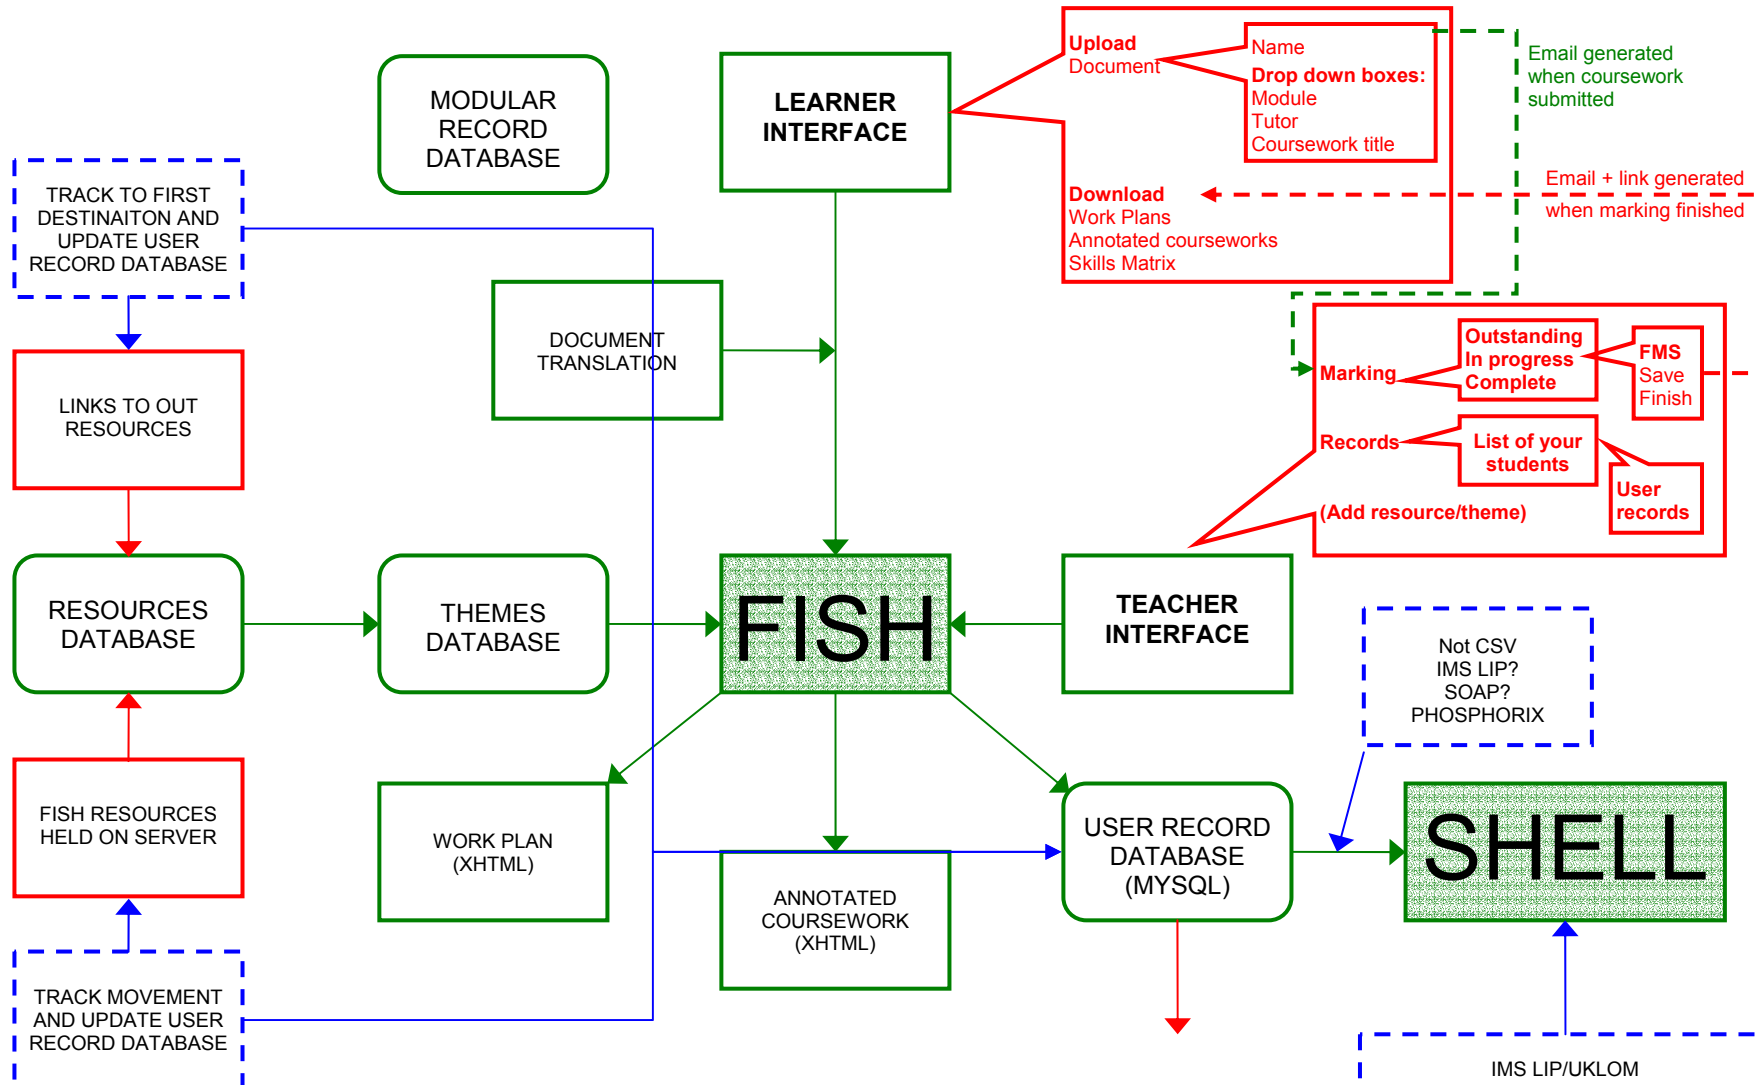 MODULAR
RECORD
DATABASE
LEARNER
INTERFACE
Upload
Document
Name
Drop down boxes:
Module
Tutor
Coursework title
Email generated
when coursework
submitted
Download
Work Plans
Annotated courseworks
Skills Matrix
Email + link generated
when marking finished
TRACK TO FIRST
DESTINAITON AND
UPDATE USER
RECORD DATABASE
DOCUMENT
TRANSLATION
LINKS TO OUT
RESOURCES
Marking
Outstanding
In progress
Complete
FMS
Save
Finish
Records
List of your
students
User
records
(Add resource/theme)
RESOURCES
DATABASE
THEMES
DATABASE
FISH
TEACHER
INTERFACE
Not CSV
IMS LIP?
SOAP?
PHOSPHORIX
FISH RESOURCES
HELD ON SERVER
WORK PLAN
(XHTML)
ANNOTATED
COURSEWORK
(XHTML)
USER RECORD
DATABASE
(MYSQL)
SHELL
TRACK MOVEMENT
AND UPDATE USER
RECORD DATABASE
IMS LIP/UKLOM